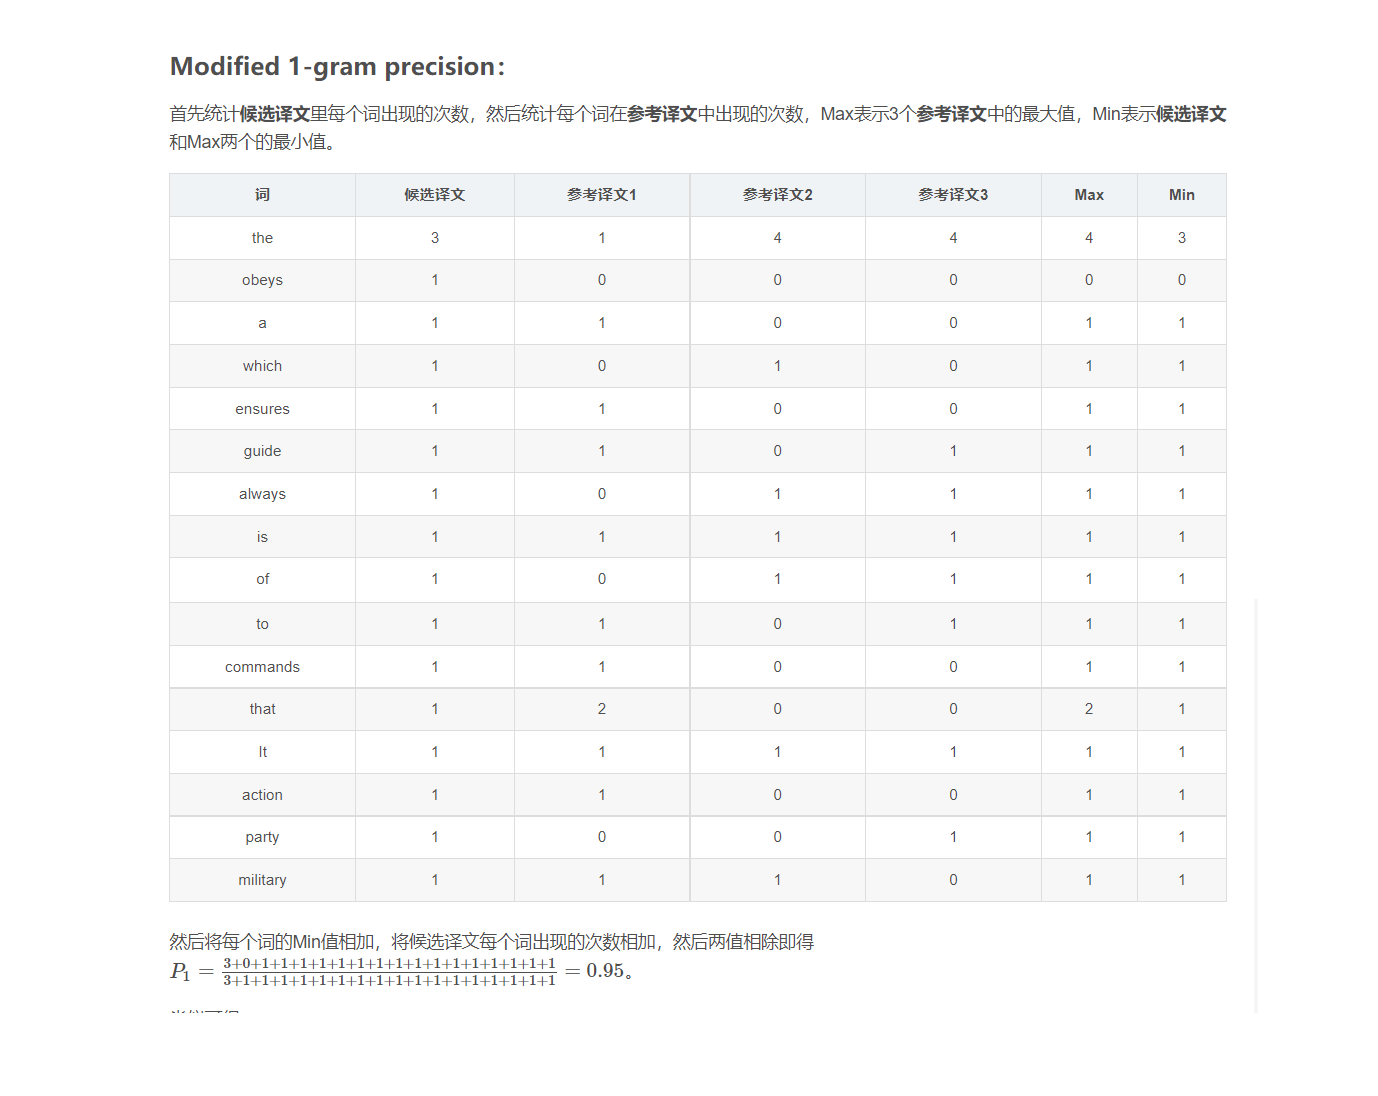 Modified 1-gram precision:
首先统计候选译文里每个词出现的次数，然后统计每个词在参考译文中出现的次数，Max表示3个参考译文中的最大值，Min表示候选译文
和Max两个的最小值。
词 候选译文 参考译文1 参考译文2 参考译文3 Max Min
the 3 1 4 4 4 3
obeys 1 0 0 0 0 0
a 1 1 0 0 1 1
which 1 0 1 0 1 1
ensures 1 1 0 0 1 1
guide 1 1 0 1 1 1
always 1 0 1 1 1 1
is 1 1 1 1 1 1
of 1 0 1 1 1 1
to 1 1 0 1 1 1
commands 1 1 0 0 1 1
that 1 2 0 0 2 1
It 1 1 1 1 1 1
action 1 1 0 0 1 1
party 1 0 0 1 1 1
military 1 1 1 0 1 1
然后将每个词的Min值相加，将候选译文每个词出现的次数相加，然后两值相除即得
P1 = 3+0+1+1+1+1+1+1+1+1+1+1+1+1+1+1+1+1 / 3+1+1+1+1+1+1+1+1+1+1+1+1+1+1+1+1+1 = 0.95。